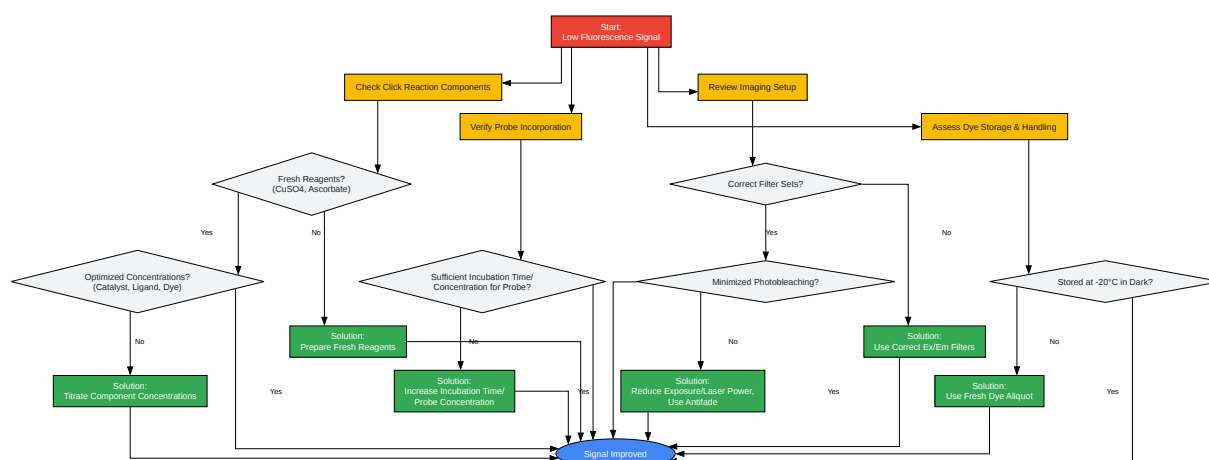 Start:
Low Fluorescence Signal
Check Click Reaction Components
Review Imaging Setup
Verify Probe Incorporation
Assess Dye Storage & Handling
Fresh Reagents?
(CuSO4, Ascorbate)
Correct Filter Sets?
Yes
No
Yes
No
Optimized Concentrations?
(Catalyst, Ligand, Dye)
Sufficient Incubation Time/
Concentration for Probe?
Minimized Photobleaching?
Stored at -20°C in Dark?
Solution:
Prepare Fresh Reagents
Solution:
Use Correct Ex/Em Filters
No
No
No
No
Solution:
Titrate Component Concentrations
Solution:
Increase Incubation Time/
Probe Concentration
Solution:
Reduce Exposure/Laser Power,
Use Antifade
Solution:
Use Fresh Dye Aliquot
Yes
Yes
Yes
Yes
Signal Improved